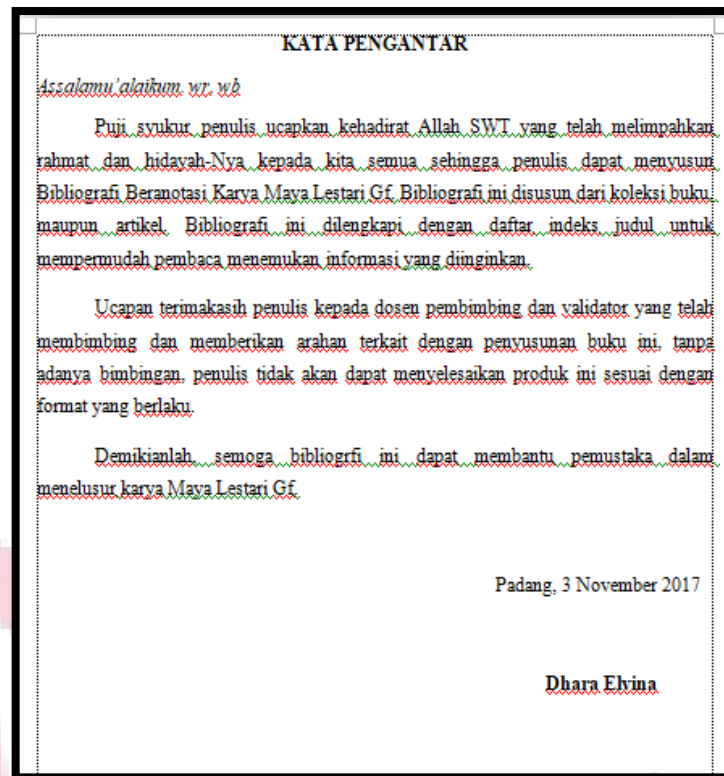 KATA PENGANTAR
Assalamu’alaikum. wr. wb
Puji syukur penulis ucapkan kehadirat Allah SWT yang telah melimpahkan
rahmat dan hidayah-Nya kepada kita semua sehingga penulis dapat menyusun
Bibliografi Beranotasi Karya Maya Lestari Gf. Bibliografi ini disusun dari koleksi buku,
maupun artikel. Bibliografi ini dilengkapi dengan daftar indeks judul untuk
mempermudah pembaca menemukan informasi yang diinginkan.
Ucapan terimakasih penulis kepada dosen pembimbing dan validator yang telah
membimbing dan memberikan arahan terkait dengan penyusunan buku ini, tanpa
adanya bimbingan, penulis tidak akan dapat menyelesaikan produk ini sesuai dengan
format yang berlaku.
Demikianlah, semoga bibliogrfi ini dapat membantu pemustaka dalam
menelusur karya Maya Lestari Gf.
Padang, 3 November 2017
Dhara Elvina